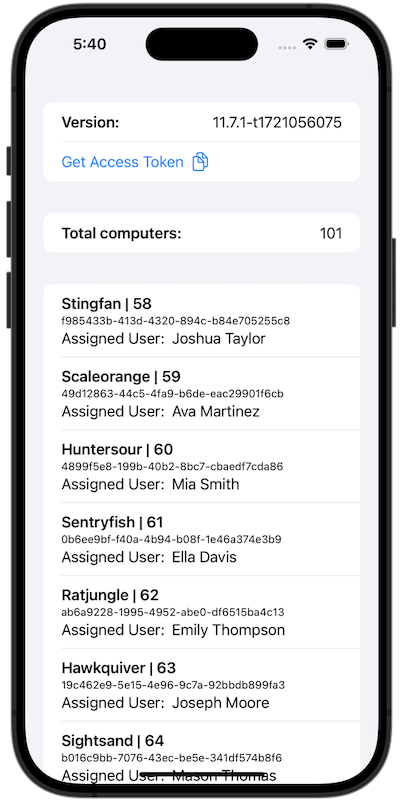 5:40
Version: 11.7.1-t1721056075
Get Access Token
Total computers: 101
Stingfan | 58
f985433b-413d-4320-894c-b84e705255c8
Assigned User: Joshua Taylor
Scaleorange | 59
49d12863-44c5-4fa9-b6de-eac29901f6cb
Assigned User: Ava Martinez
Huntersour | 60
4899f5e8-199b-40b2-8bc7-cbaedf7cda86
Assigned User: Mia Smith
Sentryfish | 61
0b6ee9bf-f40a-4b94-b08f-1e46a374e3b9
Assigned User: Ella Davis
Ratjungle | 62
ab6a9228-1995-4952-abe0-df6515ba4c13
Assigned User: Emily Thompson
Hawkquiver | 63
19c462e9-5e15-4e96-9c7a-92bbdb899fa3
Assigned User: Joseph Moore
Sightsand | 64
b016c9bb-7076-43ec-be5e-341df574b8f6
Assigned User: Mason Thomas